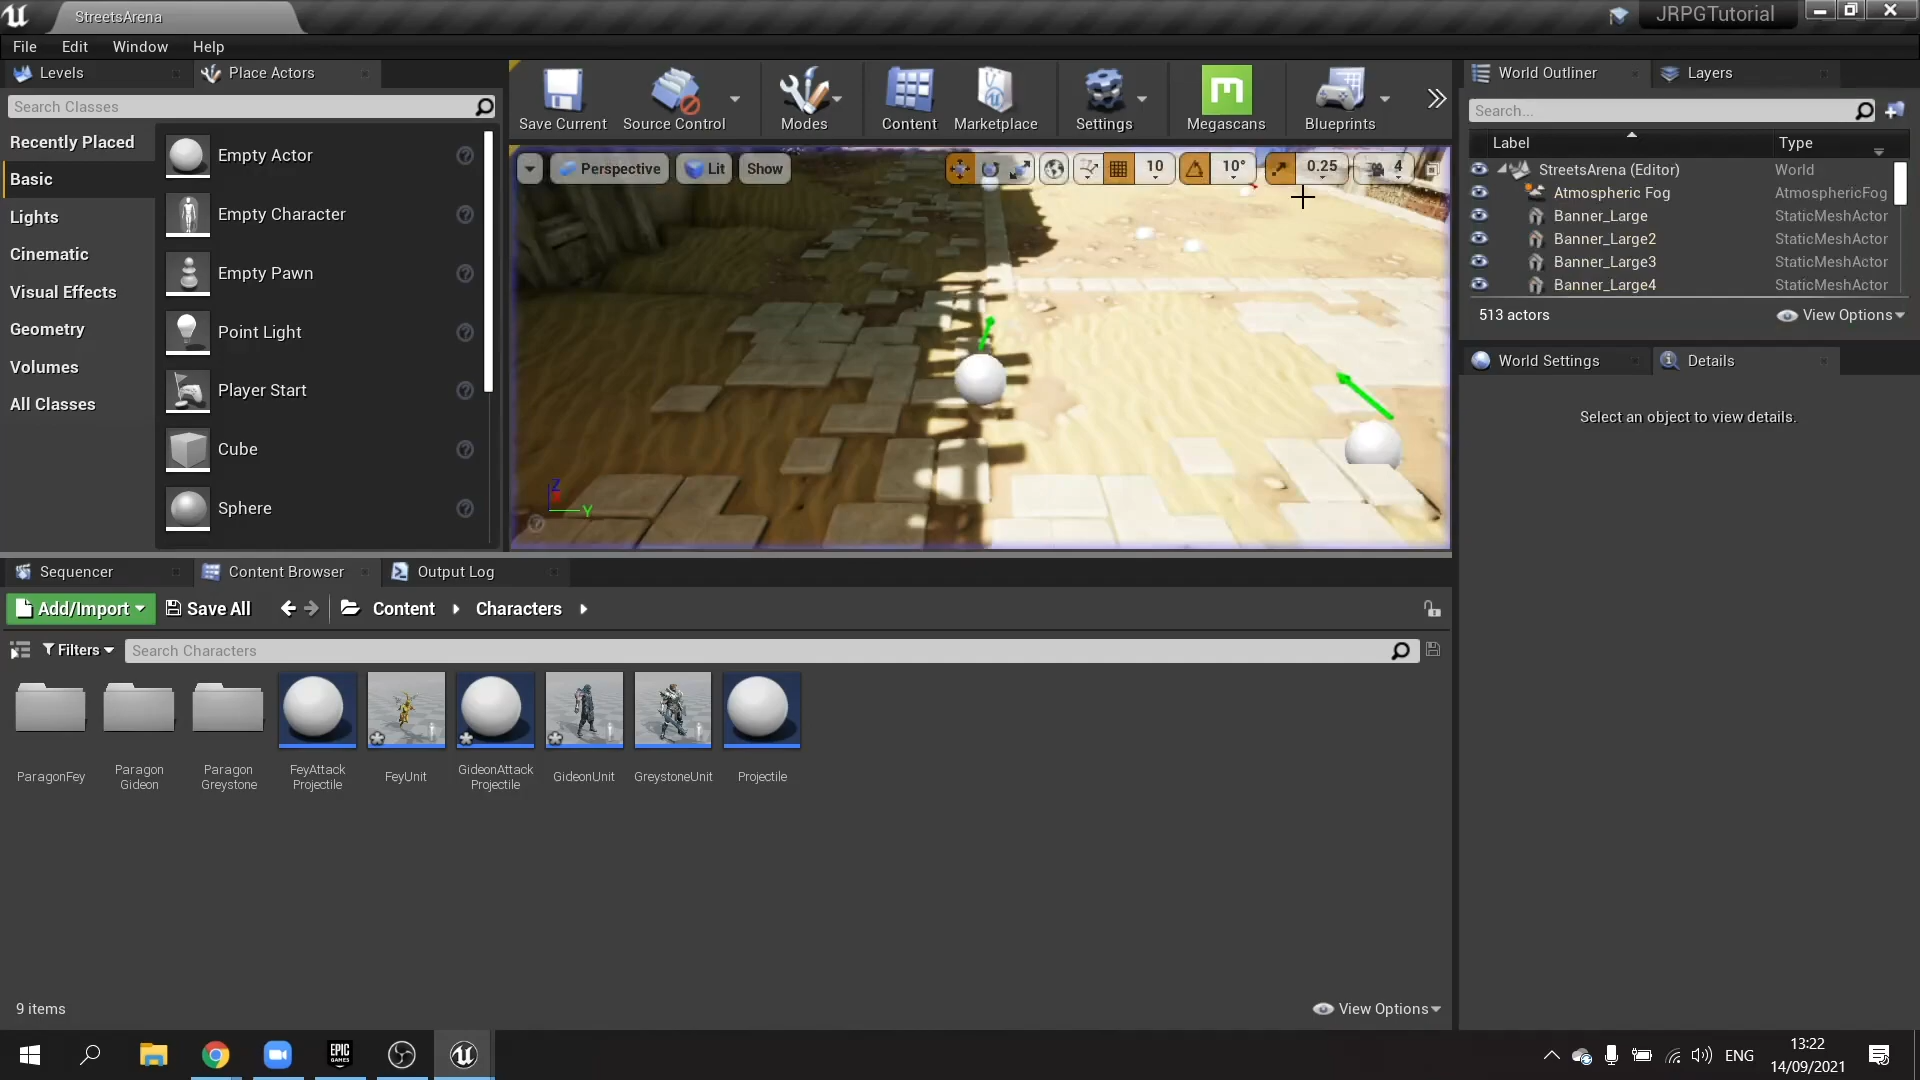 StreetsArena
JRPGTutorial
File Edit Window Help
Levels
Place Actors
Search Classes
Recently Placed
Basic
Lights
Cinematic
Visual Effects
Geometry
Volumes
All Classes
Empty Actor
Empty Character
Empty Pawn
Point Light
Player Start
Cube
Sphere
Save Current
Source Control
Modes
Content
Marketplace
Settings
Megascans
Blueprints
Perspective
Lit
Show
10
10°
0.25
4
Z
Y
World Outliner
Layers
Search...
Label Type
StreetsArena (Editor) World
Atmospheric Fog AtmosphericFog
Banner_Large StaticMeshActor
Banner_Large2 StaticMeshActor
Banner_Large3 StaticMeshActor
Banner_Large4 StaticMeshActor
513 actors
View Options
World Settings
Details
Select an object to view details.
Sequencer
Content Browser
Output Log
Add/Import
Save All
Content
Characters
Filters
Search Characters
ParagonFey
Paragon
Gideon
Paragon
Greystone
FeyAttack
Projectile
FeyUnit
GideonAttack
Projectile
GideonUnit
GreystoneUnit
Projectile
9 items
View Options
EPIC
GAMES
ENG
13:22
14/09/2021